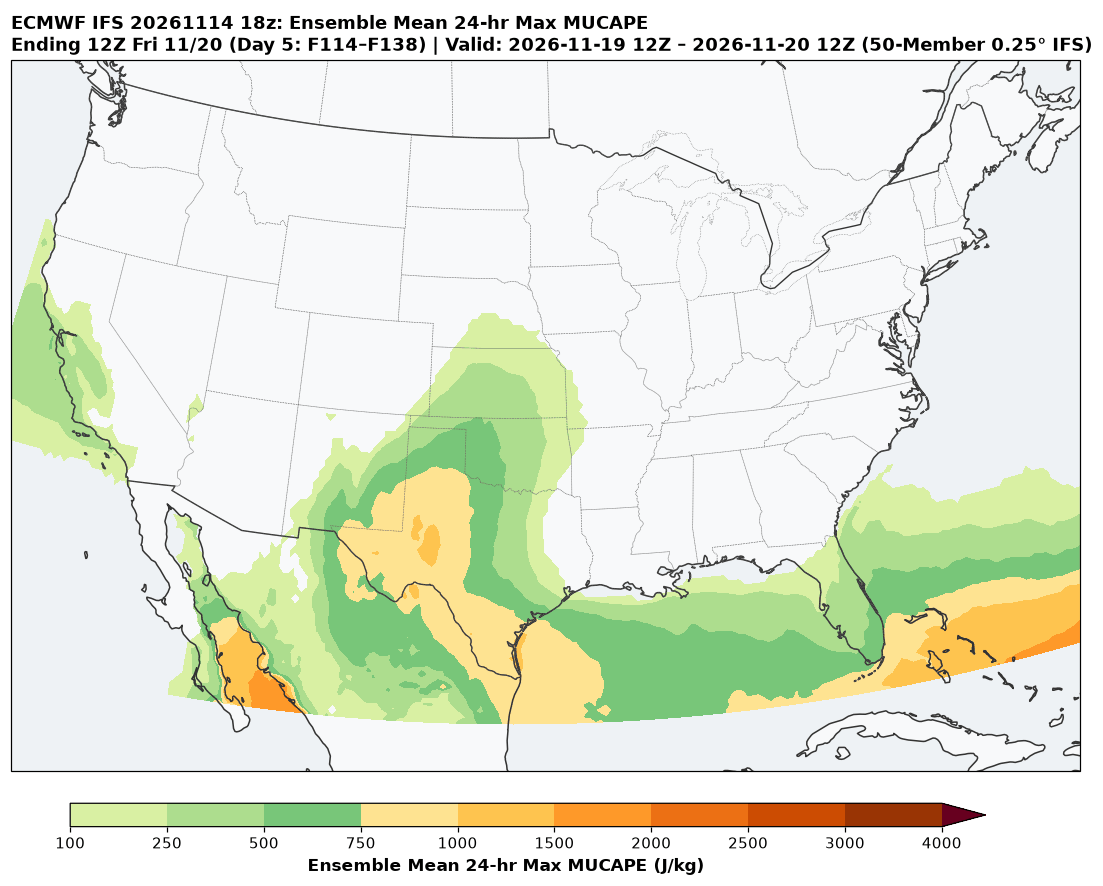 ECMWF IFS 20261114 18z: Ensemble Mean 24-hr Max MUCAPE
Ending 12Z Fri 11/20 (Day 5: F114–F138) | Valid: 2026-11-19 12Z – 2026-11-20 12Z (50-Member 0.25° IFS)
100 250 500 750 1000 1500 2000 2500 3000 4000
Ensemble Mean 24-hr Max MUCAPE (J/kg)